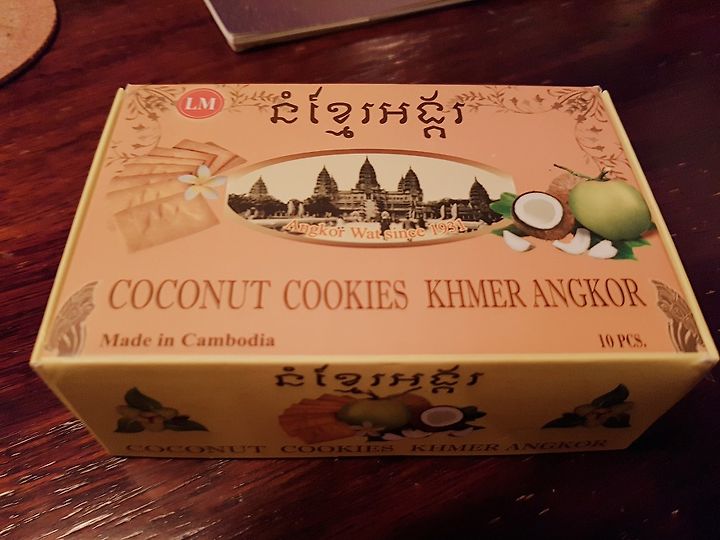 LM
នំខ្មែរអង្គរ
Angkor Wat since 1931
COCONUT COOKIES KHMER ANGKOR
Made in Cambodia
10 PCS.
នំខ្មែរអង្គរ
COCONUT COOKIES KHMER ANGKOR